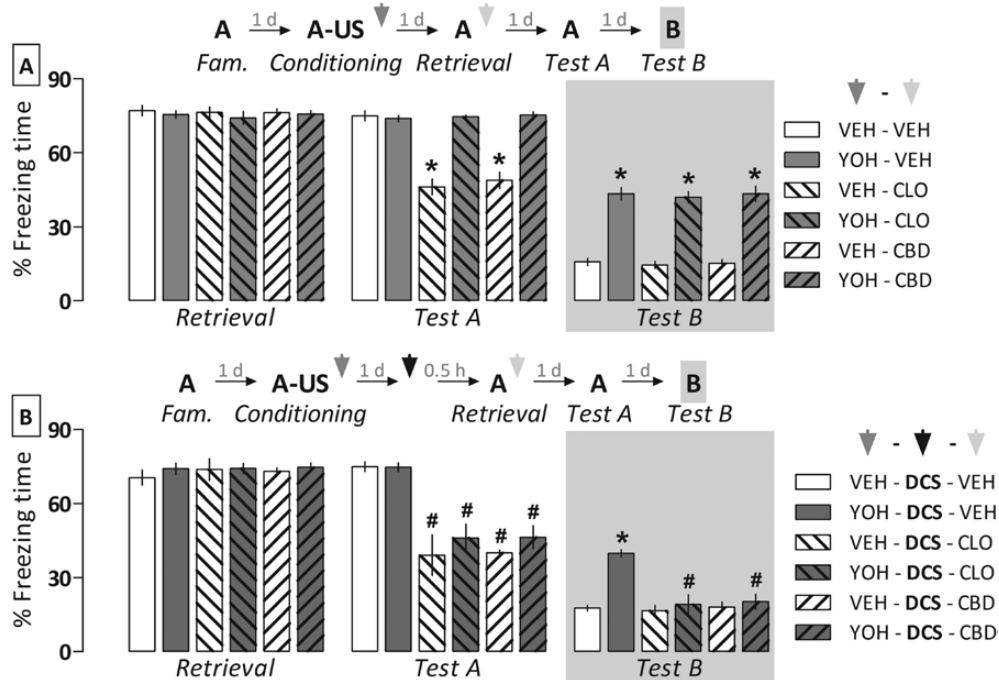 A 1 d A-US 1 d A 1 d A 1 d B
Fam. Conditioning Retrieval Test A Test B
A
% Freezing time
90
60
30
0
* * * * *
Retrieval Test A Test B
-
VEH - VEH
YOH - VEH
VEH - CLO
YOH - CLO
VEH - CBD
YOH - CBD
A 1 d A-US 1 d 0.5 h A 1 d A 1 d B
Fam. Conditioning Retrieval Test A Test B
B
% Freezing time
90
60
30
0
# # # # * # #
Retrieval Test A Test B
- -
VEH - DCS - VEH
YOH - DCS - VEH
VEH - DCS - CLO
YOH - DCS - CLO
VEH - DCS - CBD
YOH - DCS - CBD